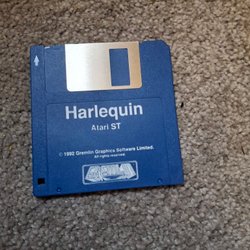 Harlequin
Atari ST
© 1992 Gremlin Graphics Software Limited.
All rights reserved.